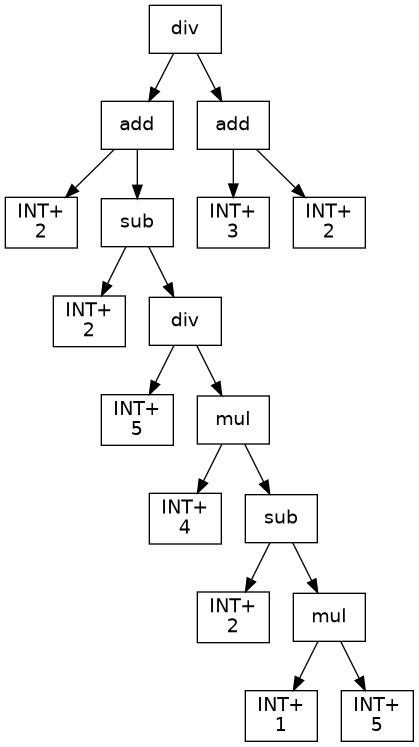 div
add
add
INT+
2
sub
INT+
3
INT+
2
INT+
2
div
INT+
5
mul
INT+
4
sub
INT+
2
mul
INT+
1
INT+
5